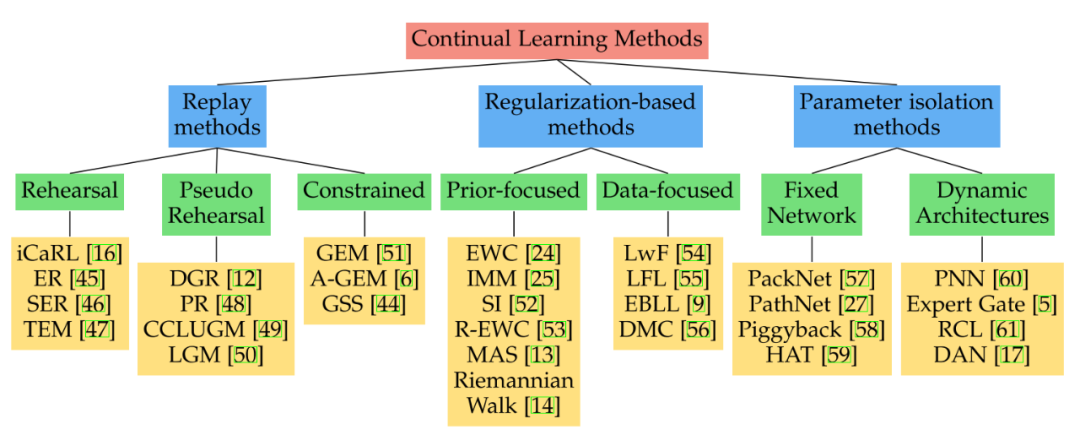 Continual Learning Methods
Replay
methods
Regularization-based
methods
Parameter isolation
methods
Rehearsal
Pseudo
Rehearsal
Constrained
Prior-focused
Data-focused
Fixed
Network
Dynamic
Architectures
iCaRL [16]
ER [45]
SER [46]
TEM [47]
DGR [12]
PR [48]
CCLUGM [49]
LGM [50]
GEM [51]
A-GEM [6]
GSS [44]
EWC [24]
IMM [25]
SI [52]
R-EWC [53]
MAS [13]
Riemannian
Walk [14]
LwF [54]
LFL [55]
EBLL [9]
DMC [56]
PackNet [57]
PathNet [27]
Piggyback [58]
HAT [59]
PNN [60]
Expert Gate [5]
RCL [61]
DAN [17]